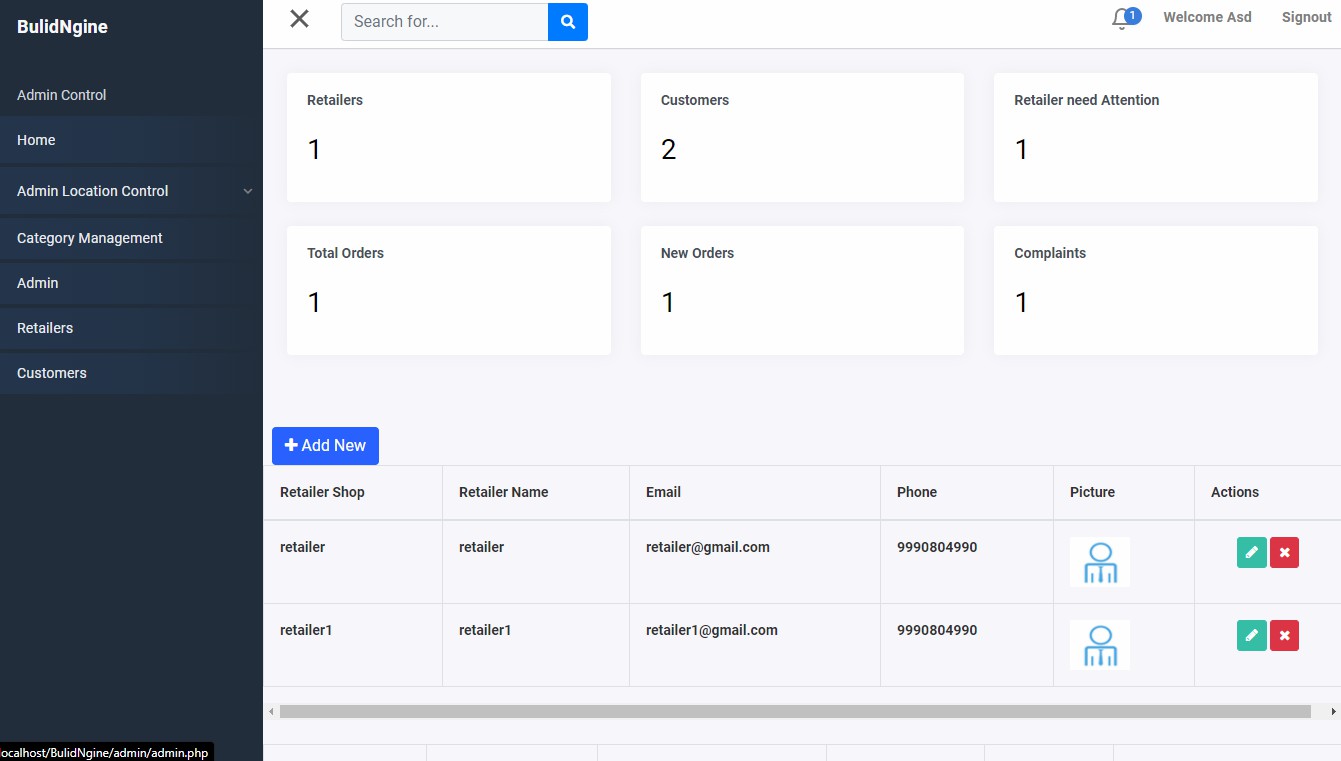 BulidNgine
Search for...
1
Welcome Asd
Signout
Admin Control
Home
Admin Location Control
Category Management
Admin
Retailers
Customers
Retailers
1
Customers
2
Retailer need Attention
1
Total Orders
1
New Orders
1
Complaints
1
Add New
Retailer Shop Retailer Name Email Phone Picture Actions
retailer retailer retailer@gmail.com 9990804990
retailer1 retailer1 retailer1@gmail.com 9990804990
localhost/BulidNgine/admin/admin.php